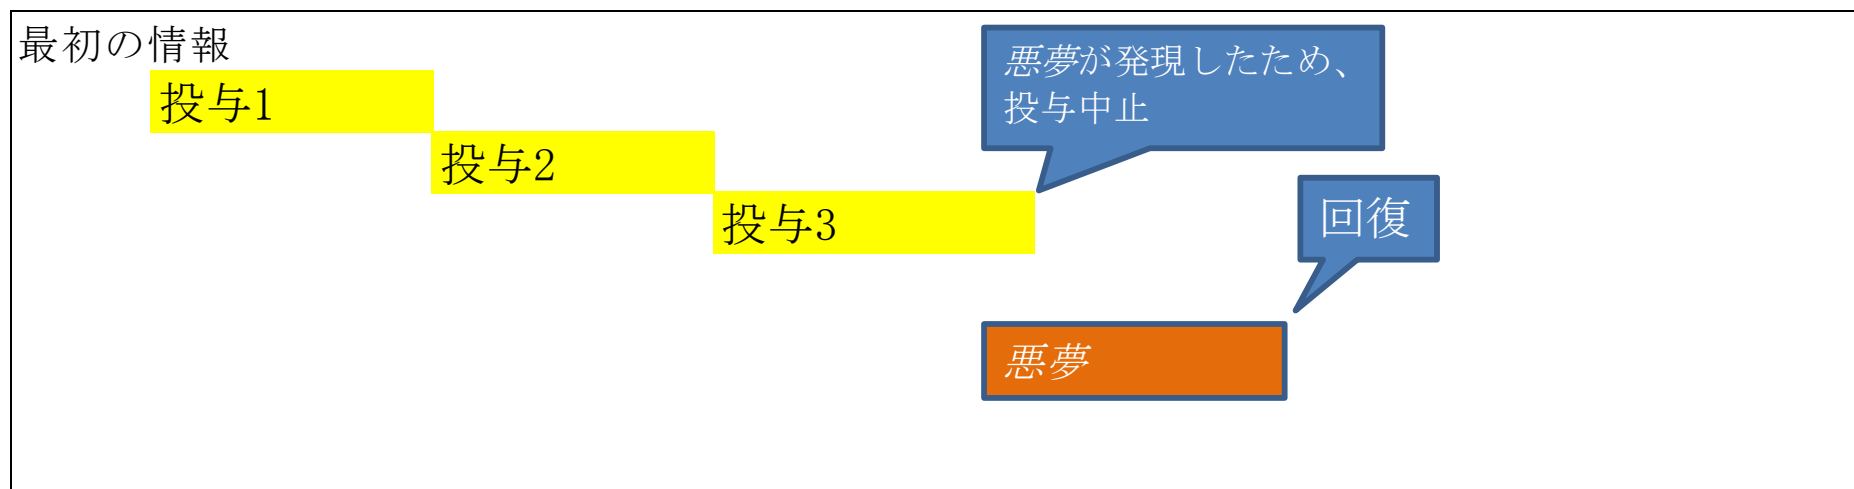 最初の情報
投与1
投与2
投与3
悪夢が発現したため、
投与中止
回復
悪夢